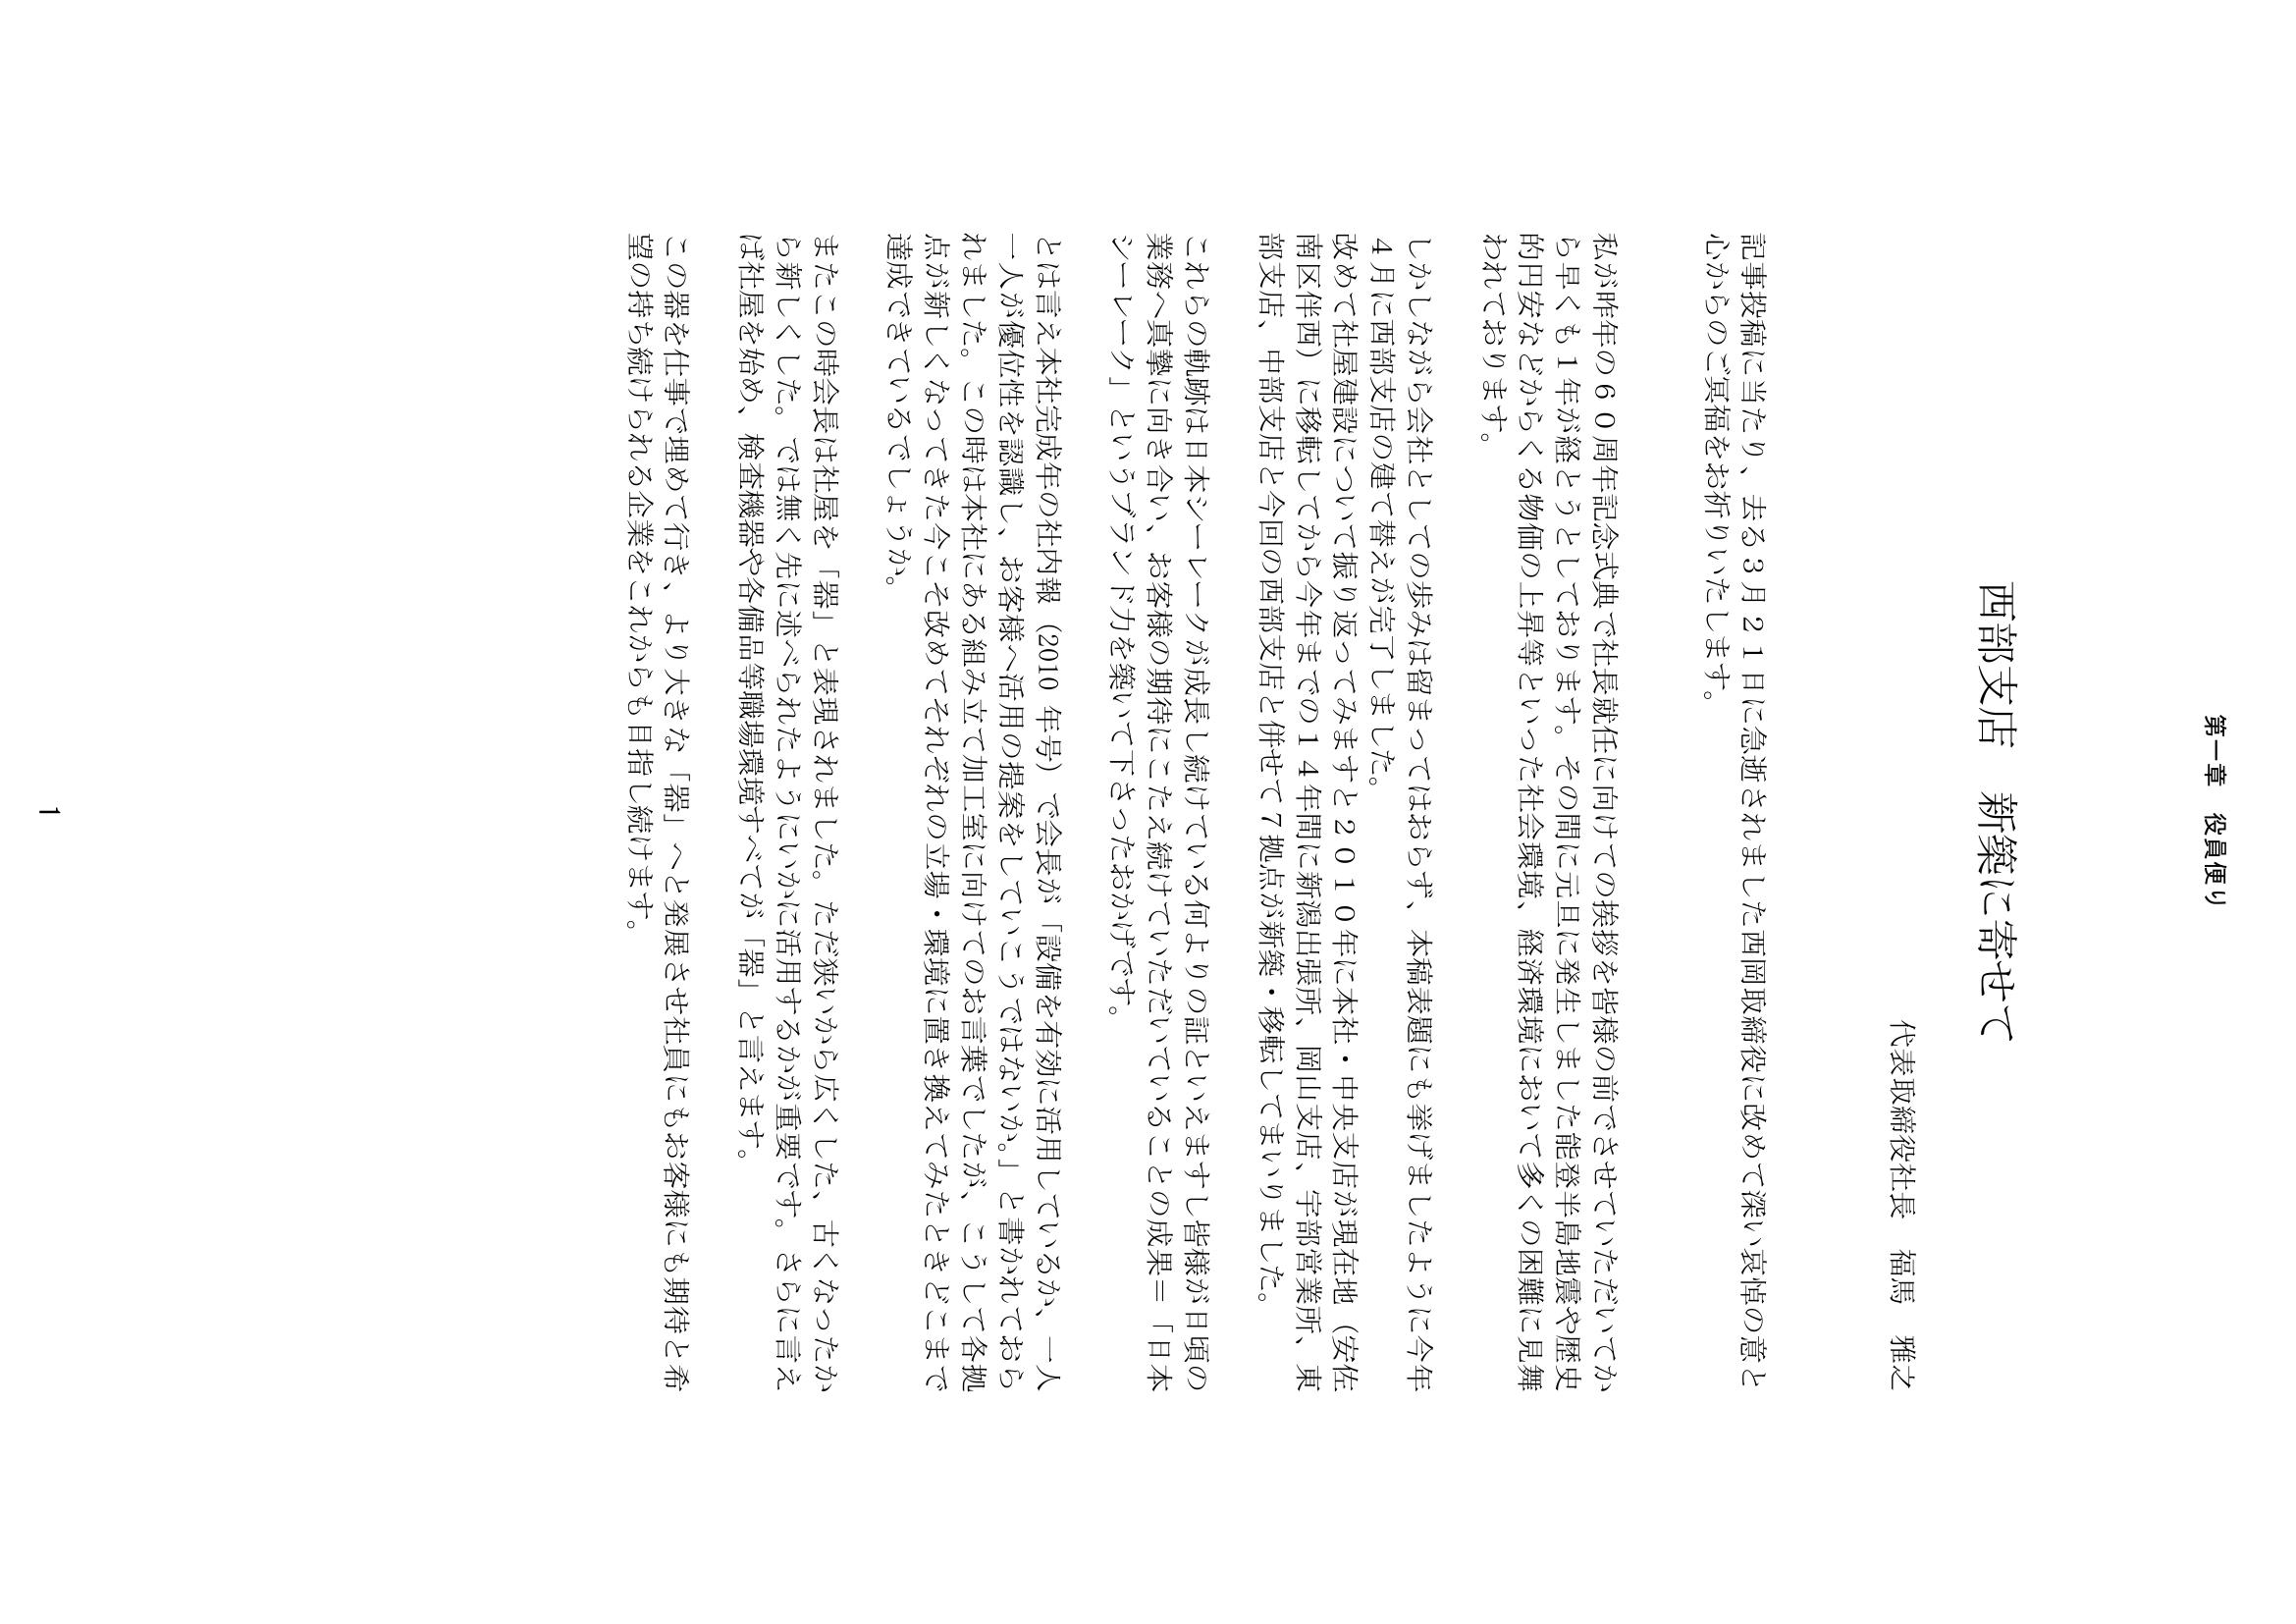 第一章　役員便り
西部支店　新築に寄せて
代表取締役社長　福馬　雅之
記事投稿に当たり、去る３月２１日に急逝されました西岡取締役に改めて深い哀悼の意と
心からのご冥福をお祈りいたします。
私が昨年の６０周年記念式典で社長就任に向けての挨拶を皆様の前でさせていただいてか
ら早くも１年が経とうとしております。その間に元旦に発生しました能登半島地震や歴史
的円安などからくる物価の上昇等といった社会環境、経済環境において多くの困難に見舞
われております。
しかしながら会社としての歩みは留まってはおらず、本稿表題にも挙げましたように今年
４月に西部支店の建て替えが完了しました。
改めて社屋建設について振り返ってみますと２０１０年に本社・中央支店が現在地（安佐
南区伴西）に移転してから今年までの１４年間に新潟出張所、岡山支店、宇部営業所、東
部支店、中部支店と今回の西部支店と併せて７拠点が新築・移転してまいりました。
これらの軌跡は日本シーレークが成長し続けている何よりの証といえますし皆様が日頃の
業務へ真摯に向き合い、お客様の期待にこたえ続けていただいていることの成果＝「日本
シーレーク」というブランド力を築いて下さったおかげです。
とは言え本社完成年の社内報（2010 年号）で会長が「設備を有効に活用しているか、一人
一人が優位性を認識し、お客様へ活用の提案をしていこうではないか。」と書かれておら
れました。この時は本社にある組み立て加工室に向けてのお言葉でしたが、こうして各拠
点が新しくなってきた今こそ改めてそれぞれの立場・環境に置き換えてみたときどこまで
達成できているでしょうか。
またこの時会長は社屋を「器」と表現されました。ただ狭いから広くした、古くなったか
ら新しくした。では無く先に述べられたようにいかに活用するかが重要です。さらに言え
ば社屋を始め、検査機器や各備品等職場環境すべてが「器」と言えます。
この器を仕事で埋めて行き、より大きな「器」へと発展させ社員にもお客様にも期待と希
望の持ち続けられる企業をこれからも目指し続けます。
1